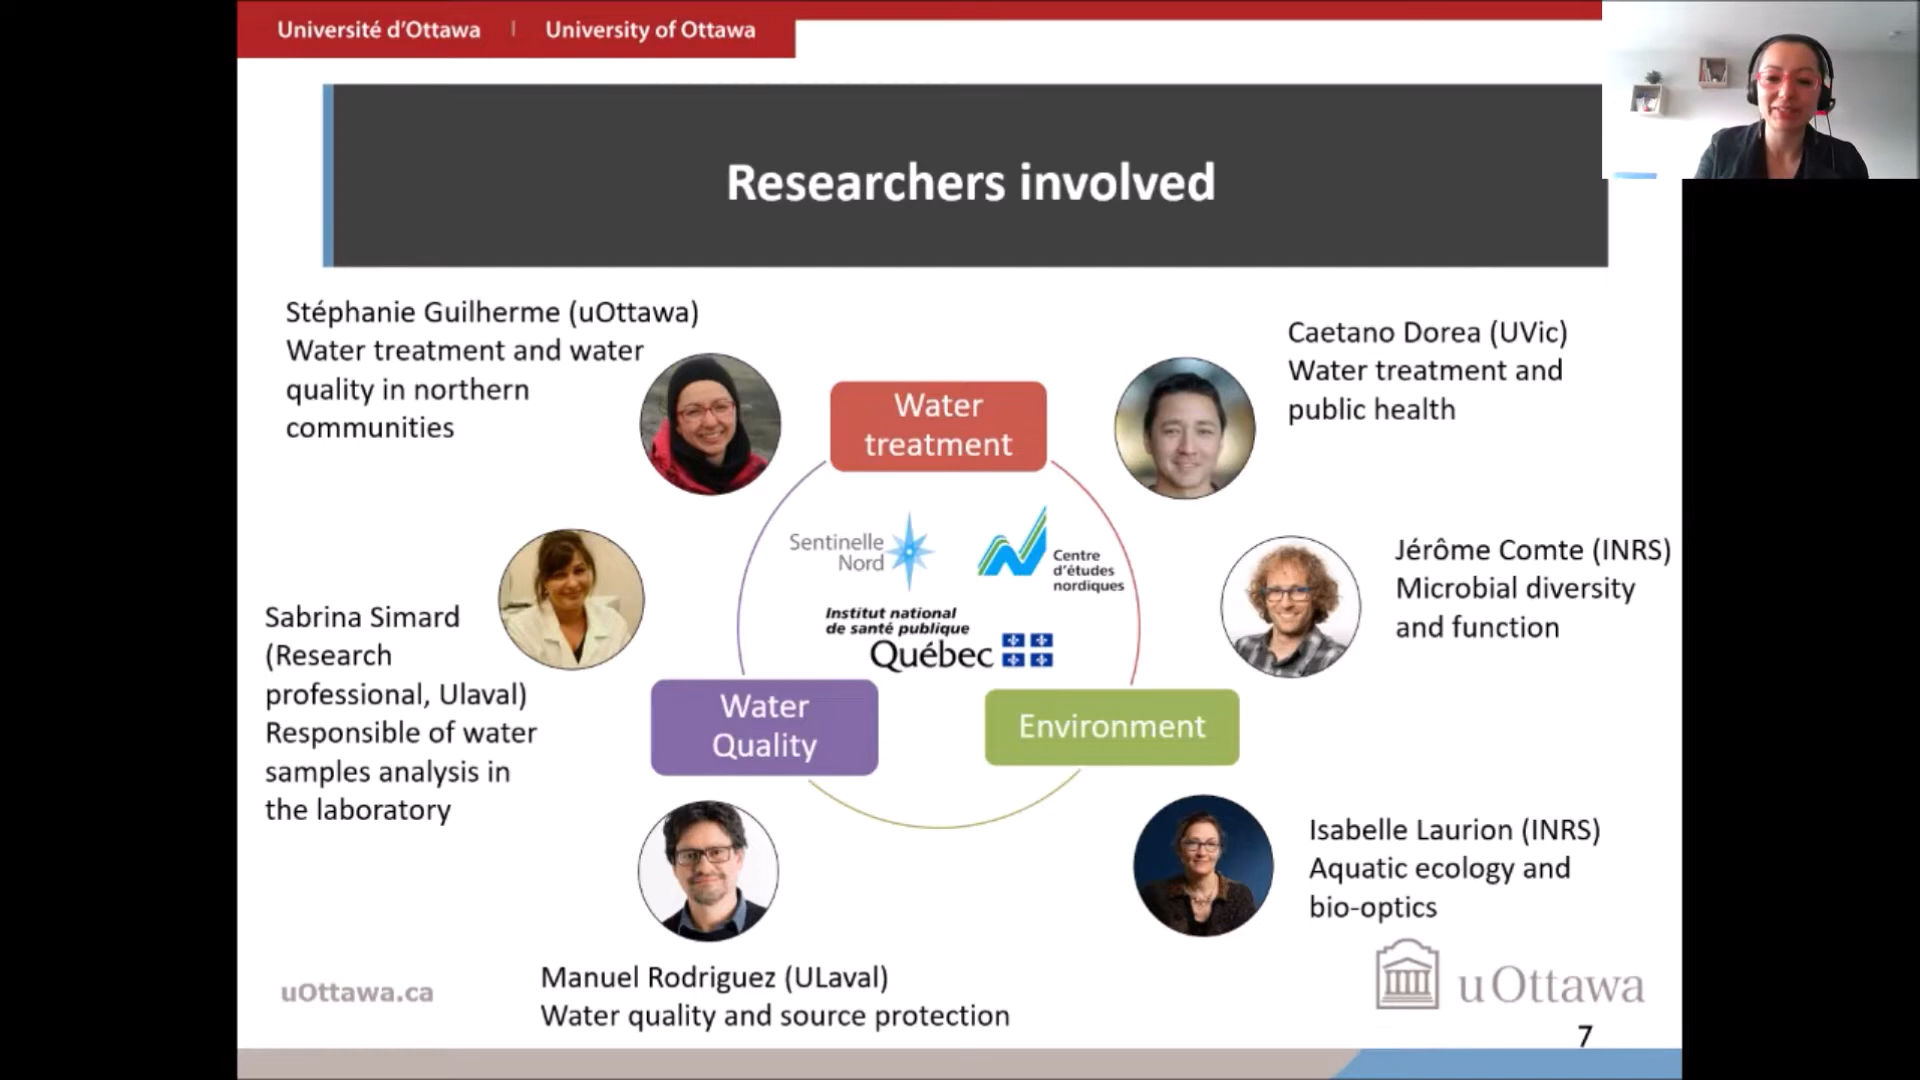 Université d'Ottawa | University of Ottawa
Researchers involved
Stéphanie Guilherme (uOttawa)
Water treatment and water
quality in northern
communities
Caetano Dorea (UVic)
Water treatment and
public health
Water
treatment
Sentinelle
Nord
Centre
d'études
nordiques
Institut national
de santé publique
Québec
Jérôme Comte (INRS)
Microbial diversity
and function
Sabrina Simard
(Research
professional, Ulaval)
Responsible of water
samples analysis in
the laboratory
Water
Quality
Environment
Isabelle Laurion (INRS)
Aquatic ecology and
bio-optics
Manuel Rodriguez (ULaval)
Water quality and source protection
uOttawa.ca
uOttawa
7